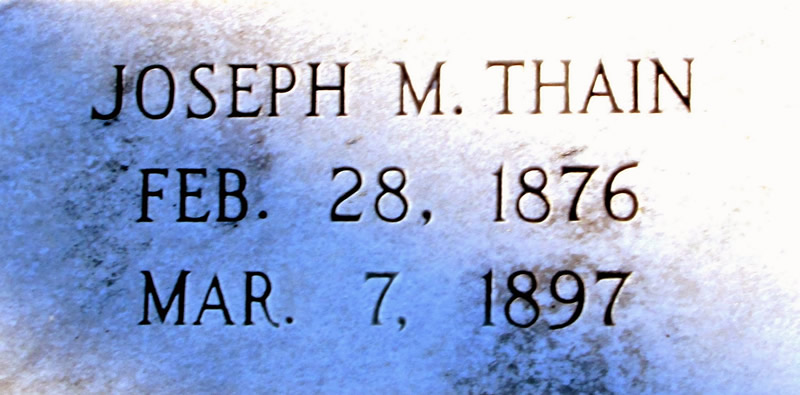 JOSEPH M. THAIN
FEB. 28, 1876
MAR. 7, 1897